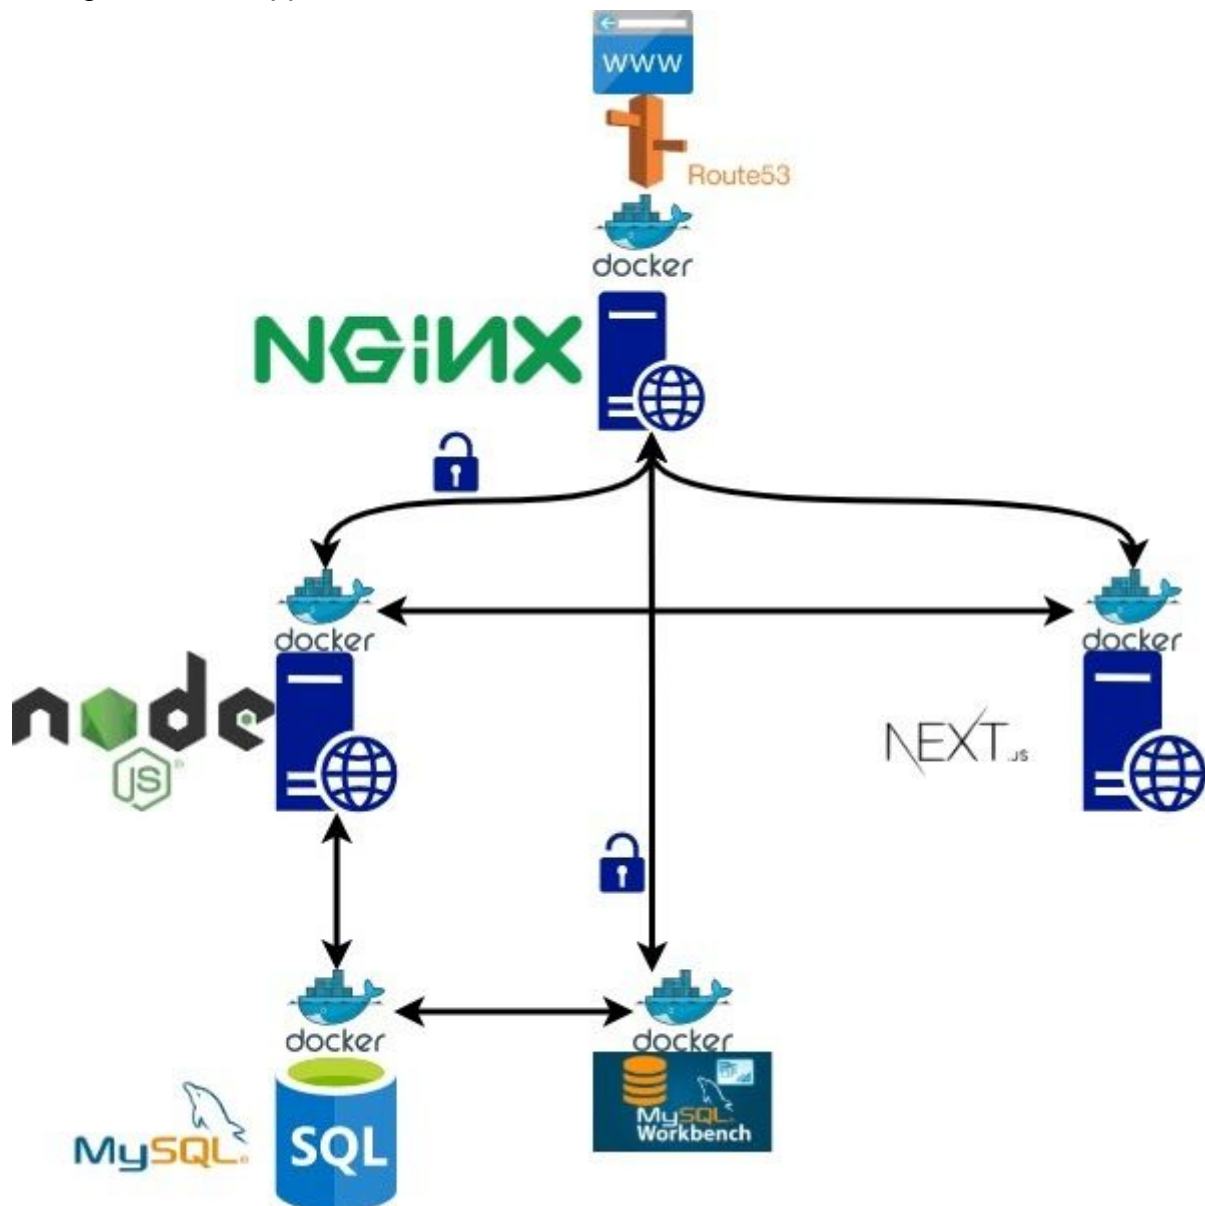 www
Route53
docker
NGiNX
docker
docker
node
JS
NEXT.JS
docker
docker
MySQL
SQL
MySQL
Workbench